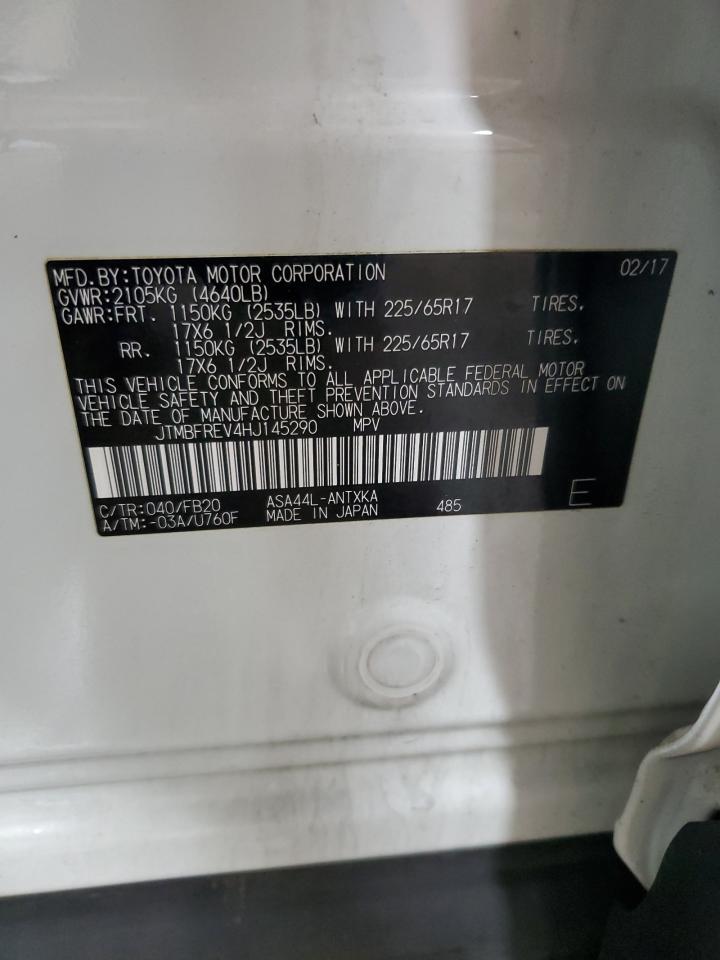 MFD.BY:TOYOTA MOTOR CORPORATION 02/17
GVWR:2105KG (4640LB)
GAWR:FRT. 1150KG (2535LB) WITH 225/65R17 TIRES.
17X6 1/2J RIMS.
RR. 1150KG (2535LB) WITH 225/65R17 TIRES.
17X6 1/2J RIMS.
THIS VEHICLE CONFORMS TO ALL APPLICABLE FEDERAL MOTOR
VEHICLE SAFETY AND THEFT PREVENTION STANDARDS IN EFFECT ON
THE DATE OF MANUFACTURE SHOWN ABOVE.
JTMBFREV4HJ145290 MPV
C/TR:040/FB20 ASA44L-ANTXKA 485 E
A/TM:-03A/U760F MADE IN JAPAN